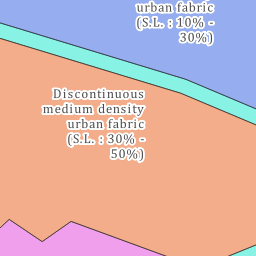 urban fabric
(S.L. : 10% -
30%)
Discontinuous
medium density
urban fabric
(S.L. : 30% -
50%)